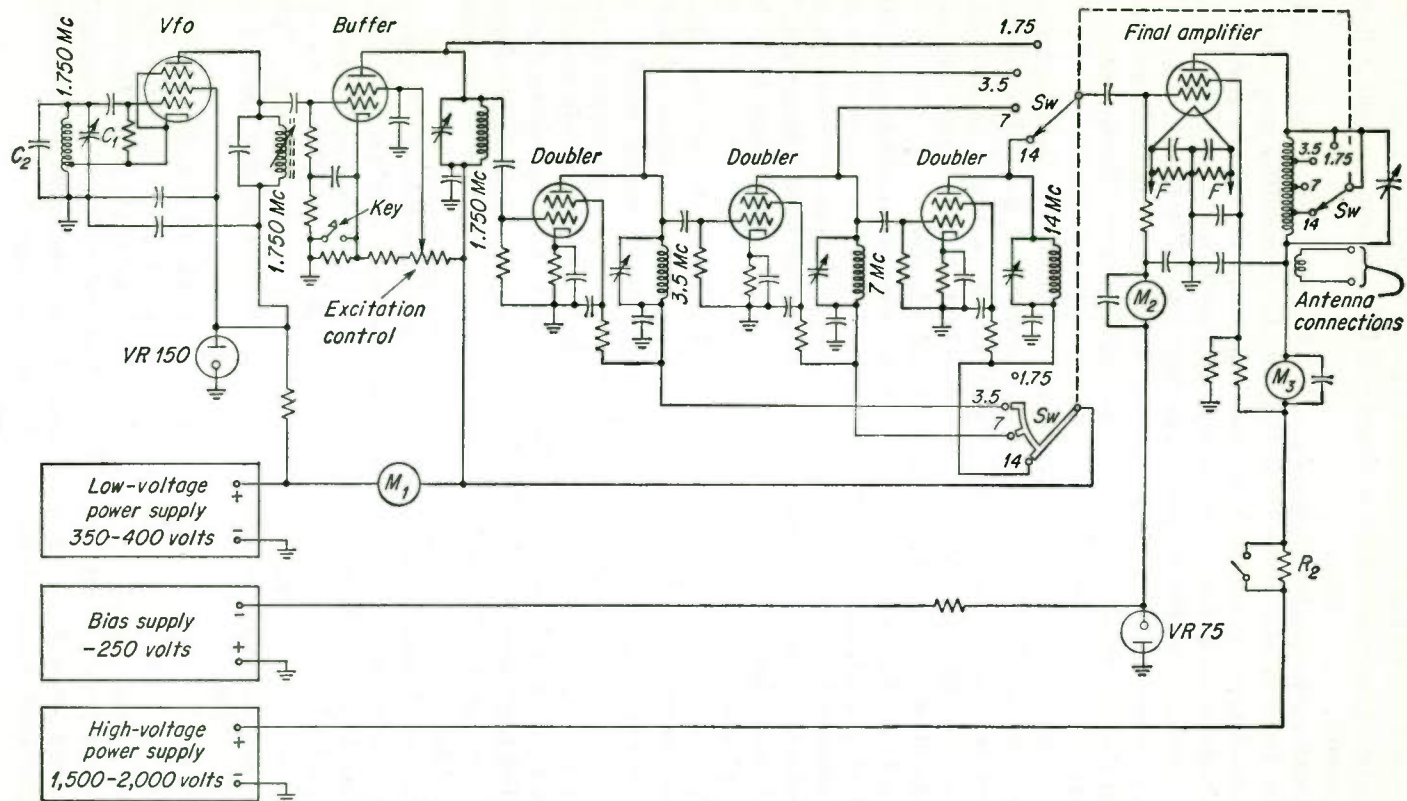 Vfo
Buffer
1.75
Final amplifier
1.750 Mc
3.5
Sw
7
14
C1
C2
Doubler
Doubler
Doubler
3.5
1.75
7
14
Sw
F
F
Key
1.750 Mc
1.750 Mc
3.5 Mc
7 Mc
14 Mc
Excitation
control
M2
Antenna
connections
VR 150
1.75
3.5
7
14
Sw
M3
Low-voltage
power supply
350-400 volts
+
-
M1
R2
Bias supply
-250 volts
-
+
VR 75
High-voltage
power supply
1,500-2,000 volts
+
-